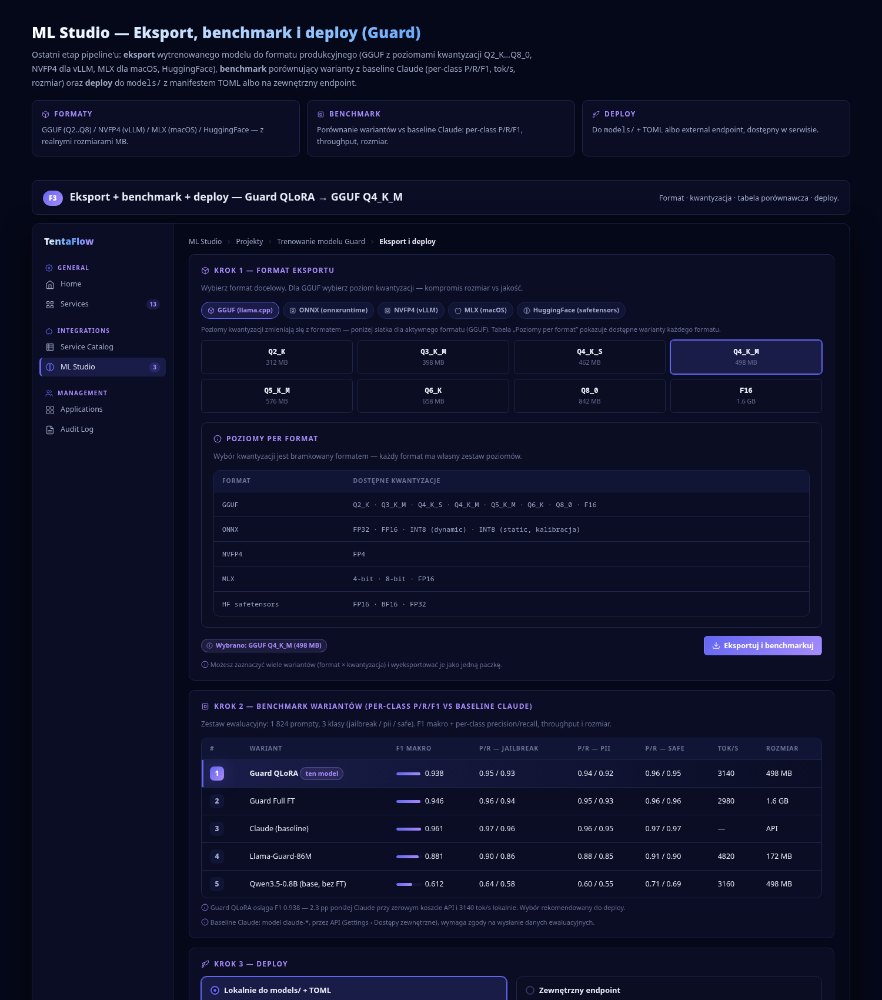 ML Studio — Eksport, benchmark i deploy (Guard)
Ostatni etap pipeline'u: eksport wytrenowanego modelu do formatu produkcyjnego (GGUF z poziomami kwantyzacji Q2_K…Q8_0,
NVFP4 dla vLLM, MLX dla macOS, HuggingFace), benchmark porównujący warianty z baseline Claude (per-class P/R/F1, tok/s,
rozmiar) oraz deploy do models/ z manifestem TOML albo na zewnętrzny endpoint.
FORMATY
GGUF (Q2..Q8) / NVFP4 (vLLM) / MLX (macOS) / HuggingFace — z
realnymi rozmiarami MB.
BENCHMARK
Porównanie wariantów vs baseline Claude: per-class P/R/F1,
throughput, rozmiar.
DEPLOY
Do models/ + TOML albo external endpoint, dostępny w serwisie.
F3 Eksport + benchmark + deploy — Guard QLoRA → GGUF Q4_K_M
Format · kwantyzacja · tabela porównawcza · deploy.
TentaFlow
GENERAL
Home
Services 13
INTEGRATIONS
Service Catalog
ML Studio 3
MANAGEMENT
Applications
Audit Log
ML Studio › Projekty › Trenowanie modelu Guard › Eksport i deploy
KROK 1 — FORMAT EKSPORTU
Wybierz format docelowy. Dla GGUF wybierz poziom kwantyzacji — kompromis rozmiar vs jakość.
GGUF (llama.cpp) ONNX (onnxruntime) NVFP4 (vLLM) MLX (macOS) HuggingFace (safetensors)
Poziomy kwantyzacji zmieniają się z formatem — poniżej siatka dla aktywnego formatu (GGUF). Tabela „Poziomy per format” pokazuje dostępne warianty każdego formatu.
Q2_K Q3_K_M Q4_K_S Q4_K_M
312 MB 398 MB 462 MB 498 MB
Q5_K_M Q6_K Q8_0 F16
576 MB 658 MB 842 MB 1.6 GB
POZIOMY PER FORMAT
Wybór kwantyzacji jest bramkowany formatem — każdy format ma własny zestaw poziomów.
FORMAT DOSTĘPNE KWANTYZACJE
GGUF Q2_K · Q3_K_M · Q4_K_S · Q4_K_M · Q5_K_M · Q6_K · Q8_0 · F16
ONNX FP32 · FP16 · INT8 (dynamic) · INT8 (static, kalibracja)
NVFP4 FP4
MLX 4-bit · 8-bit · FP16
HF safetensors FP16 · BF16 · FP32
Wybrano: GGUF Q4_K_M (498 MB)
Eksportuj i benchmarkuj
Możesz zaznaczyć wiele wariantów (format × kwantyzacja) i wyeksportować je jako jedną paczkę.
KROK 2 — BENCHMARK WARIANTÓW (PER-CLASS P/R/F1 VS BASELINE CLAUDE)
Zestaw ewaluacyjny: 1 824 prompty, 3 klasy (jailbreak / pii / safe). F1 makro + per-class precision/recall, throughput i rozmiar.
# WARIANT F1 MAKRO P/R — JAILBREAK P/R — PII P/R — SAFE TOK/S ROZMIAR
1 Guard QLoRA ten model 0.938 0.95 / 0.93 0.94 / 0.92 0.96 / 0.95 3140 498 MB
2 Guard Full FT 0.946 0.96 / 0.94 0.95 / 0.93 0.96 / 0.96 2980 1.6 GB
3 Claude (baseline) 0.961 0.97 / 0.96 0.96 / 0.95 0.97 / 0.97 — API
4 Llama-Guard-86M 0.881 0.90 / 0.86 0.88 / 0.85 0.91 / 0.90 4820 172 MB
5 Qwen3.5-0.8B (base, bez FT) 0.612 0.64 / 0.58 0.60 / 0.55 0.71 / 0.69 3160 498 MB
Guard QLoRA osiąga F1 0.938 — 2.3 pp poniżej Claude przy zerowym koszcie API i 3140 tok/s lokalnie. Wybór rekomendowany do deploy.
Baseline Claude: model claude-*, przez API (Settings › Dostępy zewnętrzne), wymaga zgody na wysłanie danych ewaluacyjnych.
KROK 3 — DEPLOY
Lokalnie do models/ + TOML
Zewnętrzny endpoint